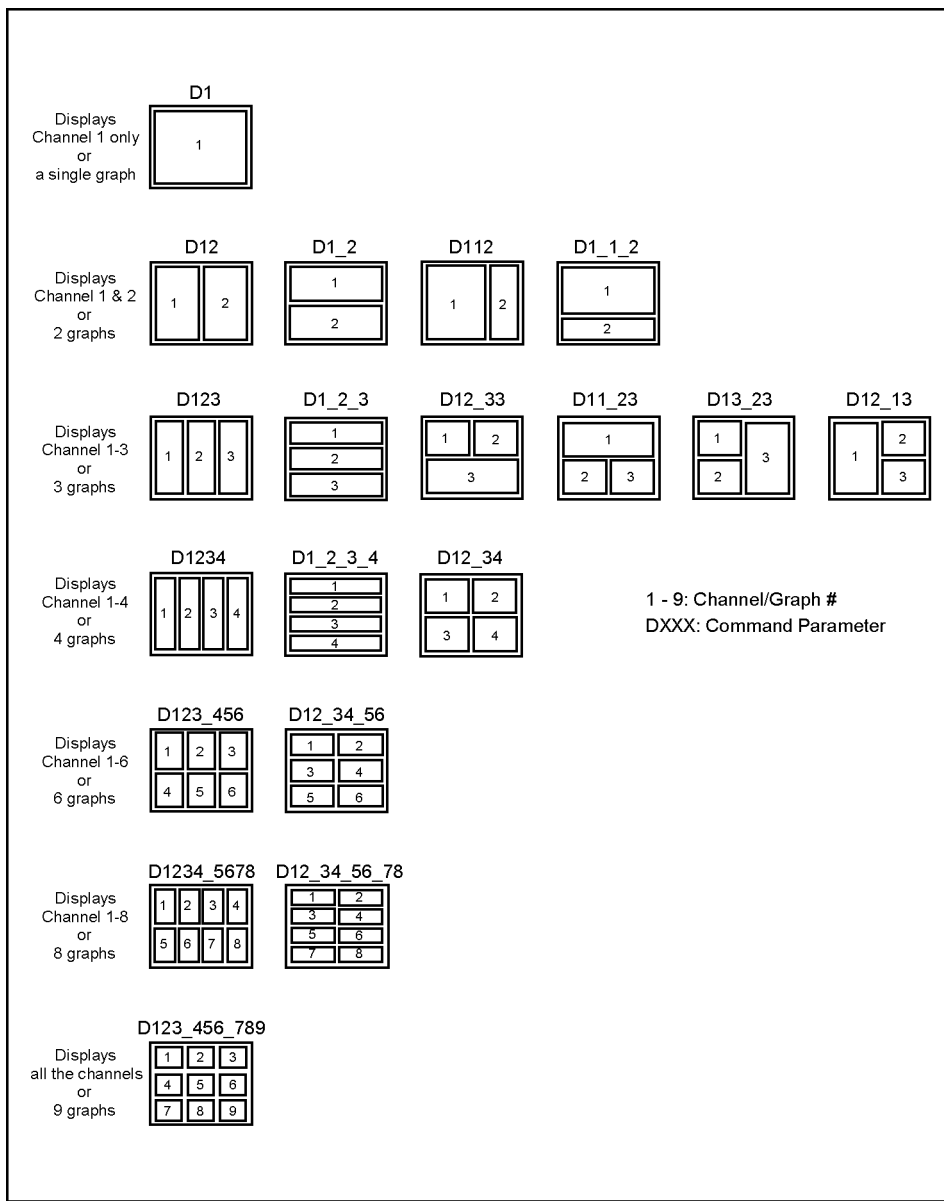 D1
Displays
Channel 1 only
or
a single graph
1
D12 D1_2 D112 D1_1_2
Displays
Channel 1 & 2
or
2 graphs
1 2
1
2
1 2
1
2
D123 D1_2_3 D12_33 D11_23 D13_23 D12_13
Displays
Channel 1-3
or
3 graphs
1 2 3
1
2
3
1 2
3
1
2 3
1
2
3
1
2
3
D1234 D1_2_3_4 D12_34
Displays
Channel 1-4
or
4 graphs
1 2 3 4
1
2
3
4
1 2
3 4
1 - 9: Channel/Graph #
DXXX: Command Parameter
D123_456 D12_34_56
Displays
Channel 1-6
or
6 graphs
1 2 3
4 5 6
1 2
3 4
5 6
D1234_5678 D12_34_56_78
Displays
Channel 1-8
or
8 graphs
1 2 3 4
5 6 7 8
1 2
3 4
5 6
7 8
D123_456_789
Displays
all the channels
or
9 graphs
1 2 3
4 5 6
7 8 9